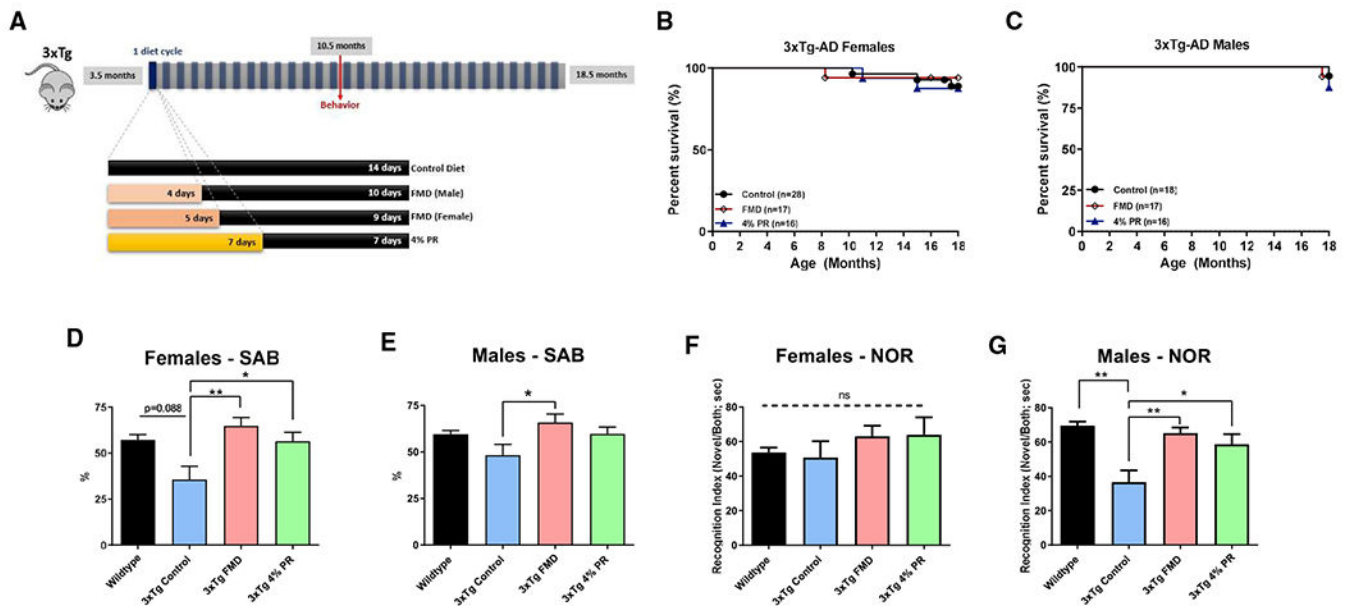 A
3xTg
1 diet cycle
10.5 months
3.5 months
18.5 months
Behavior
14 days
Control Diet
4 days
10 days
FMD (Male)
5 days
9 days
FMD (Female)
7 days
7 days
4% PR
B
3xTg-AD Females
Percent survival (%)
100
75
50
25
0
Control (n=28)
FMD (n=17)
4% PR (n=16)
0 2 4 6 8 10 12 14 16 18
Age (Months)
C
3xTg-AD Males
Percent survival (%)
100
75
50
25
0
Control (n=18)
FMD (n=17)
4% PR (n=16)
0 2 4 6 8 10 12 14 16 18
Age (Months)
D
Females - SAB
*
**
p=0.088
%
75
50
25
0
Wildtype
3xTg Control
3xTg FMD
3xTg 4% PR
E
Males - SAB
*
%
75
50
25
0
Wildtype
3xTg Control
3xTg FMD
3xTg 4% PR
F
Females - NOR
ns
Recognition Index (Novel/Both; sec)
80
60
40
20
0
Wildtype
3xTg Control
3xTg FMD
3xTg 4% PR
G
Males - NOR
**
*
**
Recognition Index (Novel/Both; sec)
80
60
40
20
0
Wildtype
3xTg Control
3xTg FMD
3xTg 4% PR